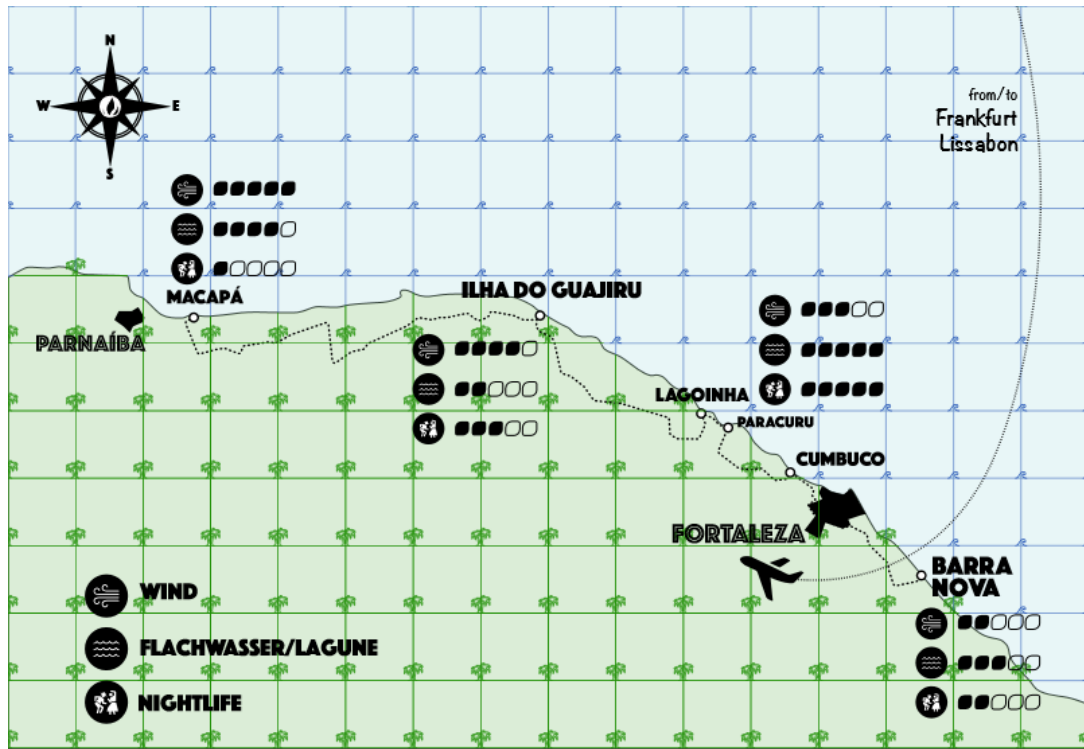 N
W
E
S
from/to
Frankfurt
Lissabon
MACAPÁ
ILHA DO GUAJIRU
PARNAÍBA
LAGOINHA
PARACURU
CUMBUCO
FORTALEZA
BARRA
NOVA
WIND
FLACHWASSER/LAGUNE
NIGHTLIFE